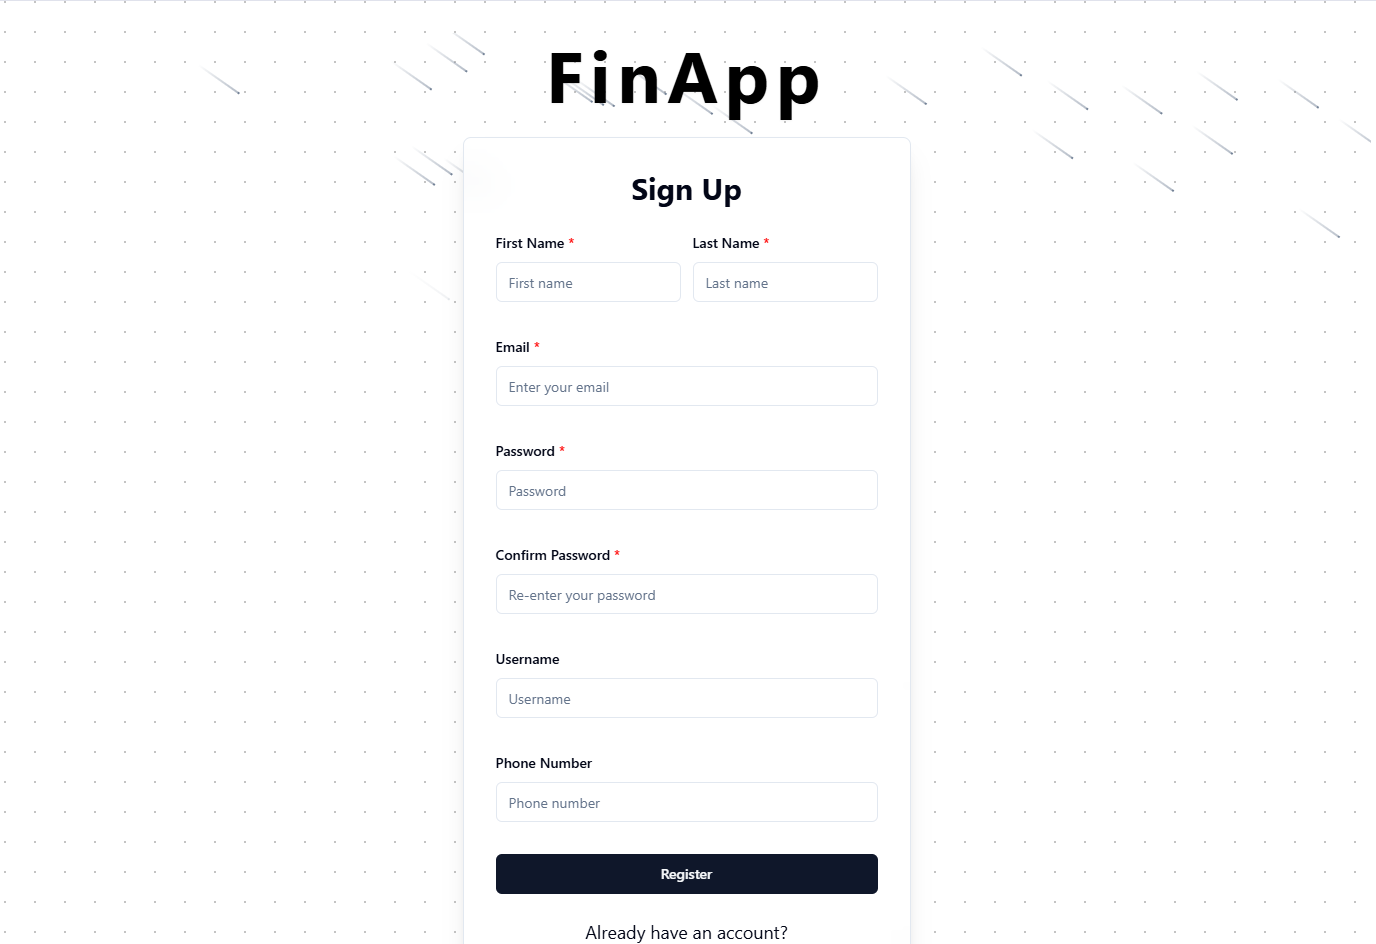 FinApp
Sign Up
First Name * Last Name *
First name Last name
Email *
Enter your email
Password *
Password
Confirm Password *
Re-enter your password
Username
Username
Phone Number
Phone number
Register
Already have an account?